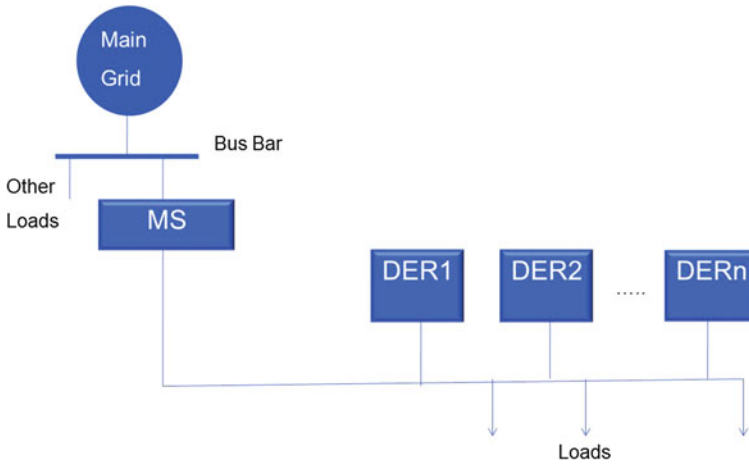 Main
Grid
Bus Bar
Other
Loads
MS
DER1
DER2
.....
DERn
Loads